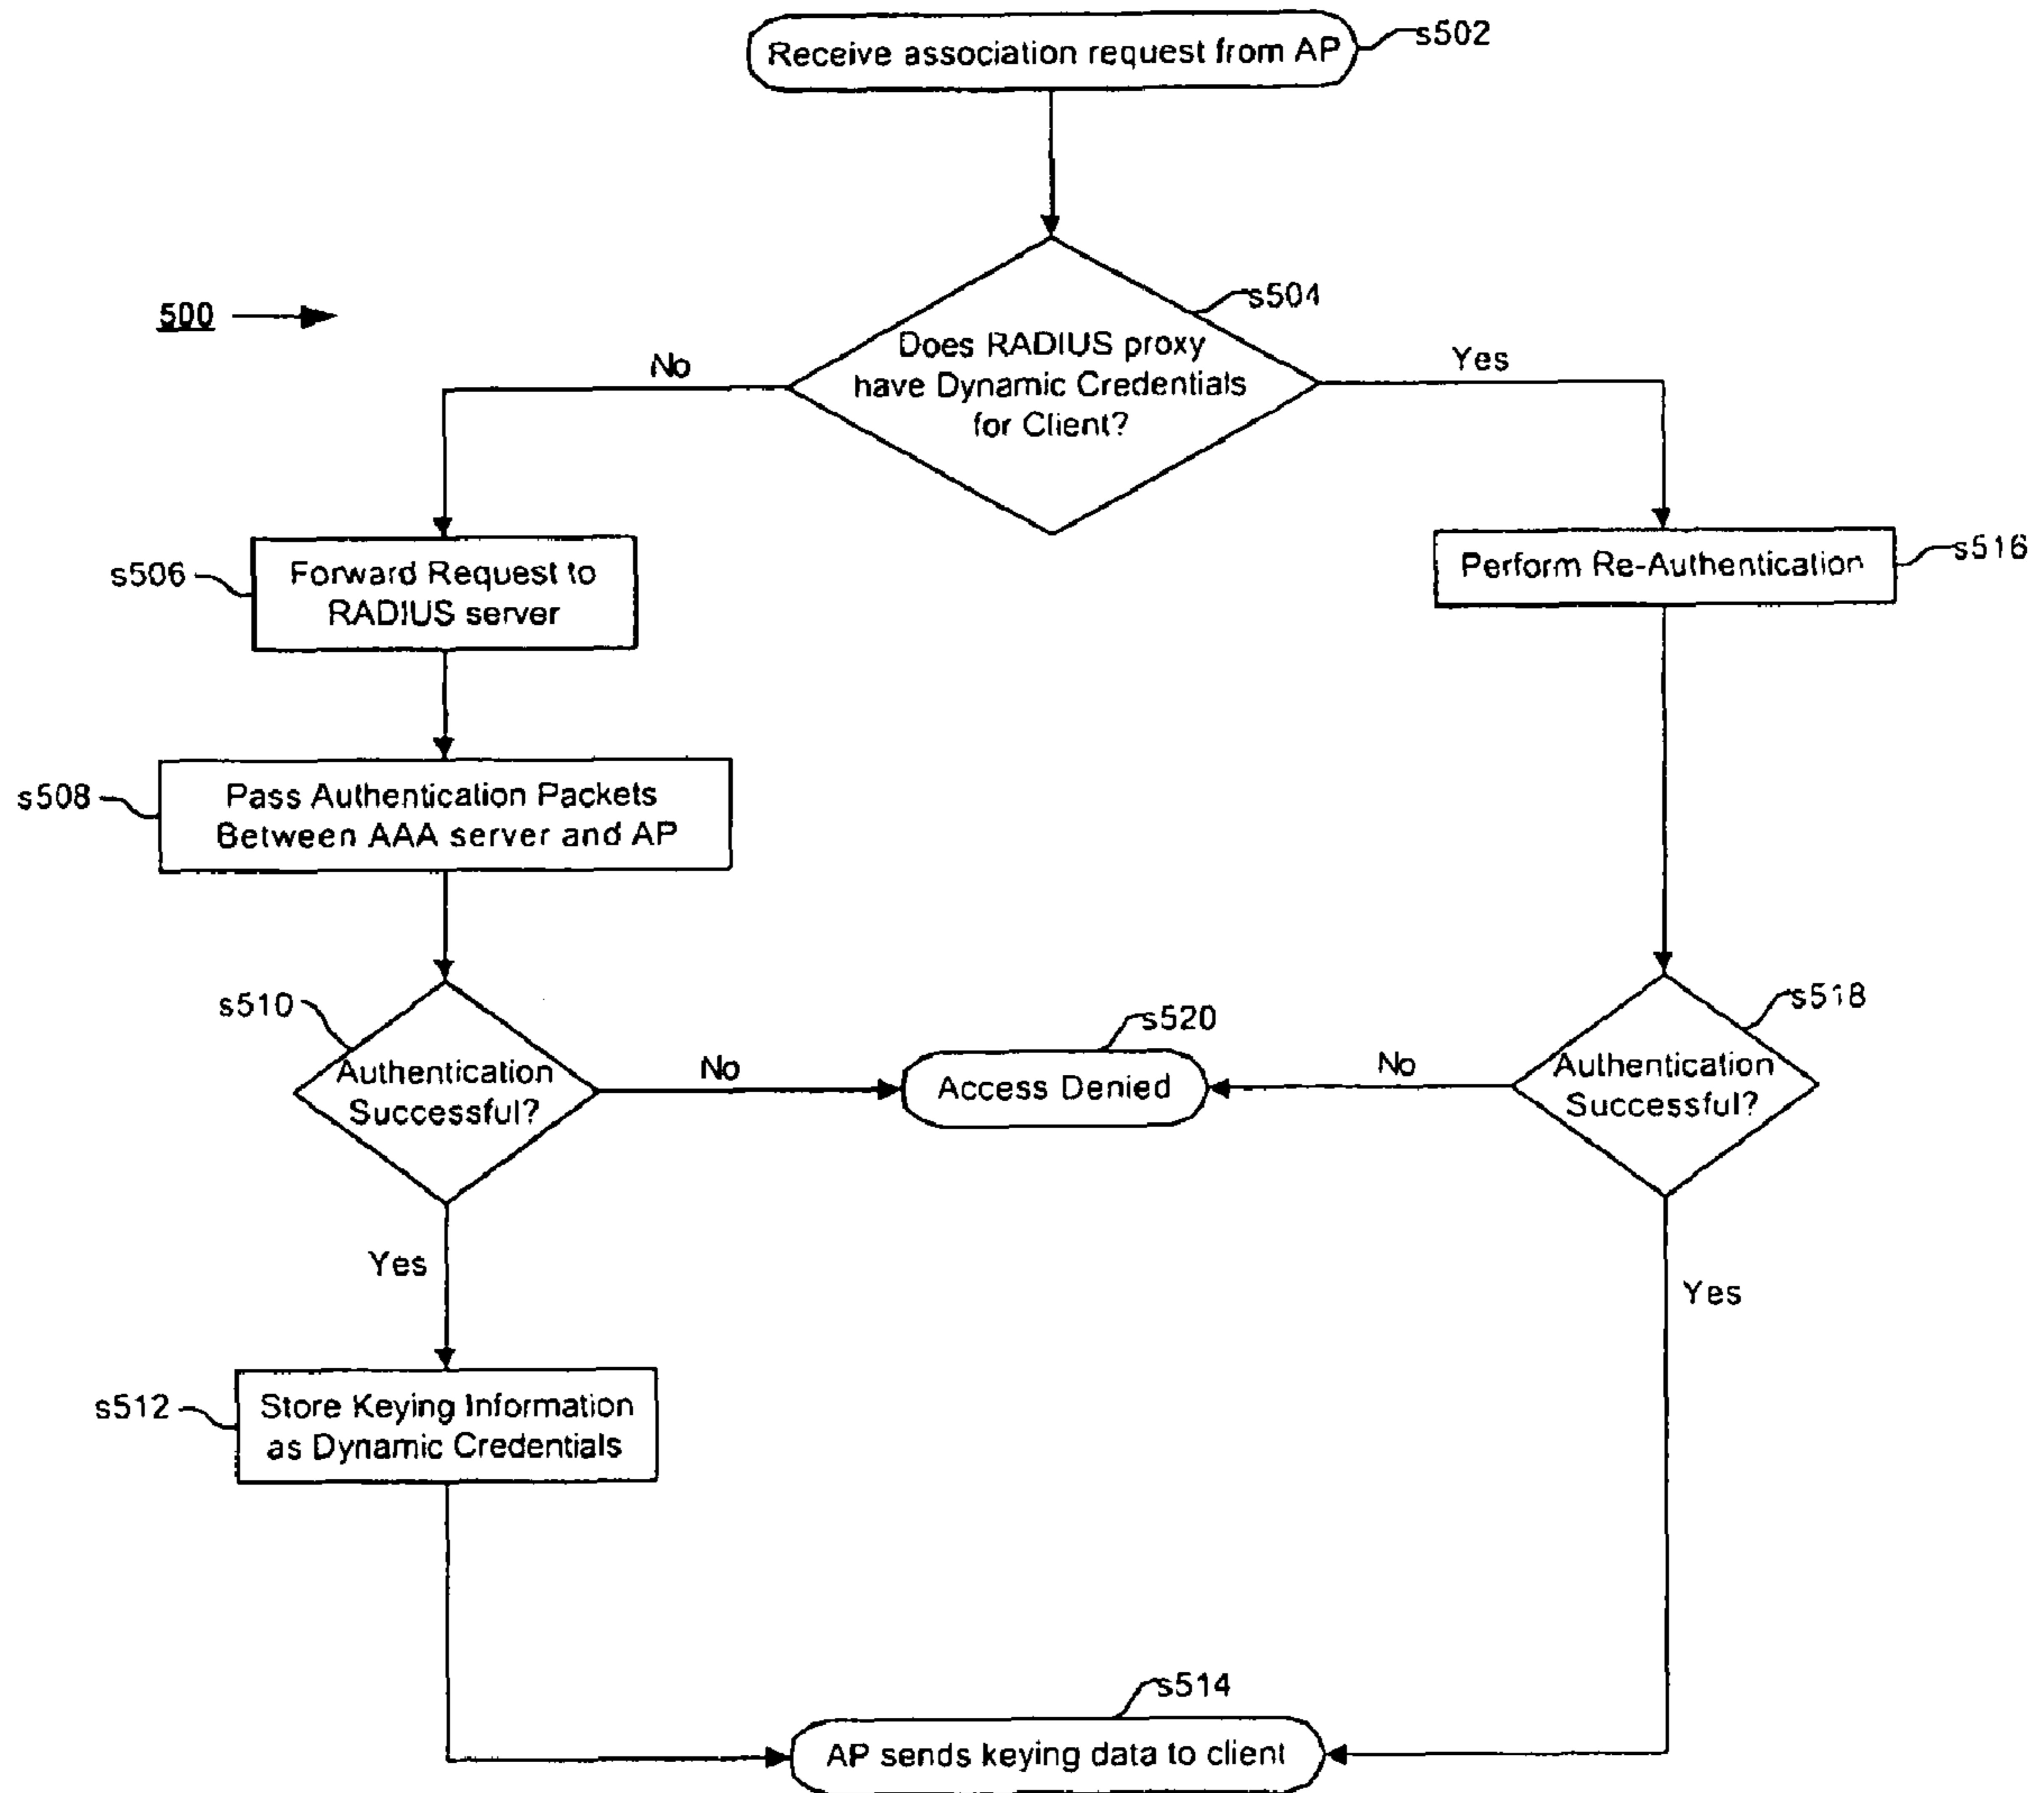 Receive association request from AP
s502
500
s504
Does RADIUS proxy
have Dynamic Credentials
for Client?
No
Yes
s506
Forward Request to
RADIUS server
Perform Re-Authentication
s516
s508
Pass Authentication Packets
Between AAA server and AP
s510
Authentication
Successful?
No
s520
Access Denied
No
s518
Authentication
Successful?
Yes
Yes
s512
Store Keying Information
as Dynamic Credentials
s514
AP sends keying data to client